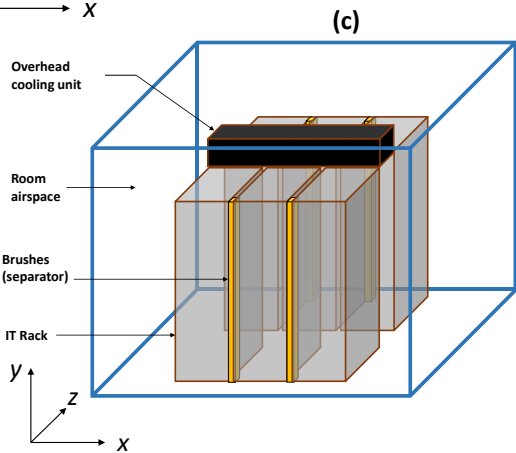 x
(c)
Overhead
cooling unit
Room
airspace
Brushes
(separator)
IT Rack
y
z
x